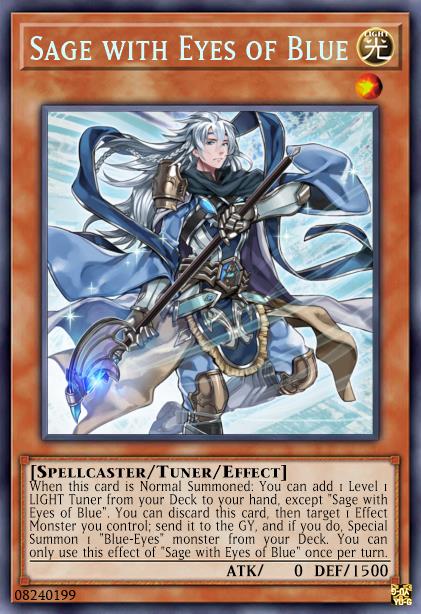 Sage with Eyes of Blue
LIGHT
光
[Spellcaster/Tuner/Effect]
When this card is Normal Summoned: You can add 1 Level 1
LIGHT Tuner from your Deck to your hand, except "Sage with
Eyes of Blue". You can discard this card, then target 1 Effect
Monster you control; send it to the GY, and if you do, Special
Summon 1 "Blue-Eyes" monster from your Deck. You can
only use this effect of "Sage with Eyes of Blue" once per turn.
ATK/ 0 DEF/1500
08240199